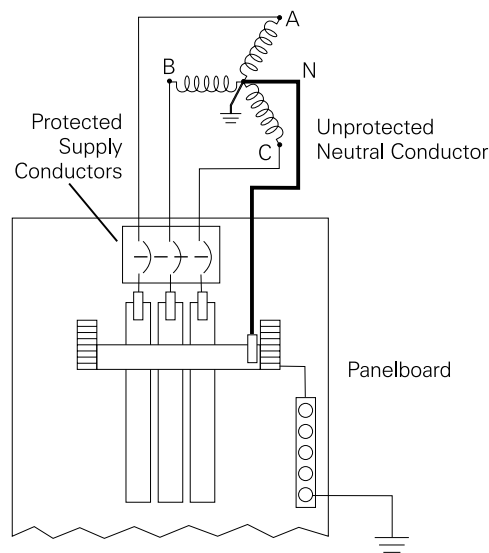 A
B
N
C
Protected
Supply
Conductors
Unprotected
Neutral Conductor
Panelboard